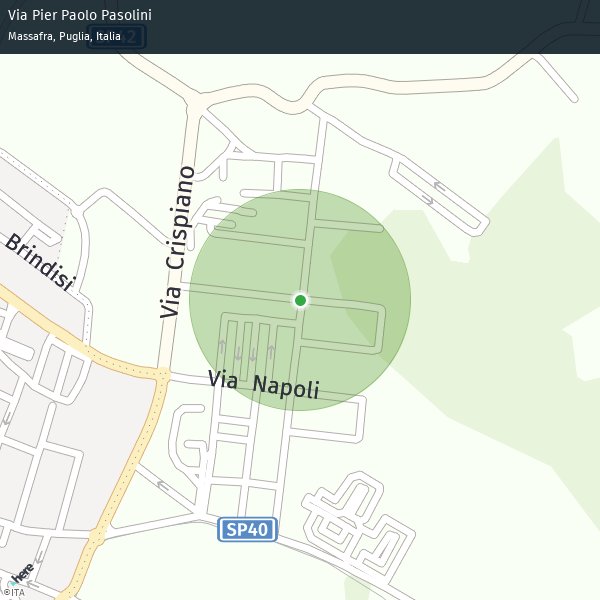 Via Pier Paolo Pasolini
Massafra, Puglia, Italia
Via Crispiano
Brindisi
Via Napoli
SP40
here
©ITA